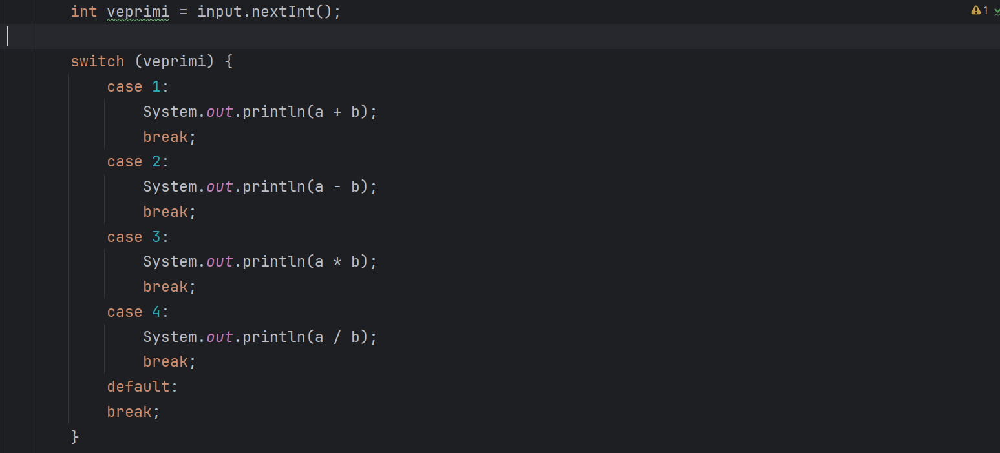 int veprimi = input.nextInt();
1
switch (veprimi) {
case 1:
System.out.println(a + b);
break;
case 2:
System.out.println(a - b);
break;
case 3:
System.out.println(a * b);
break;
case 4:
System.out.println(a / b);
break;
default:
break;
}